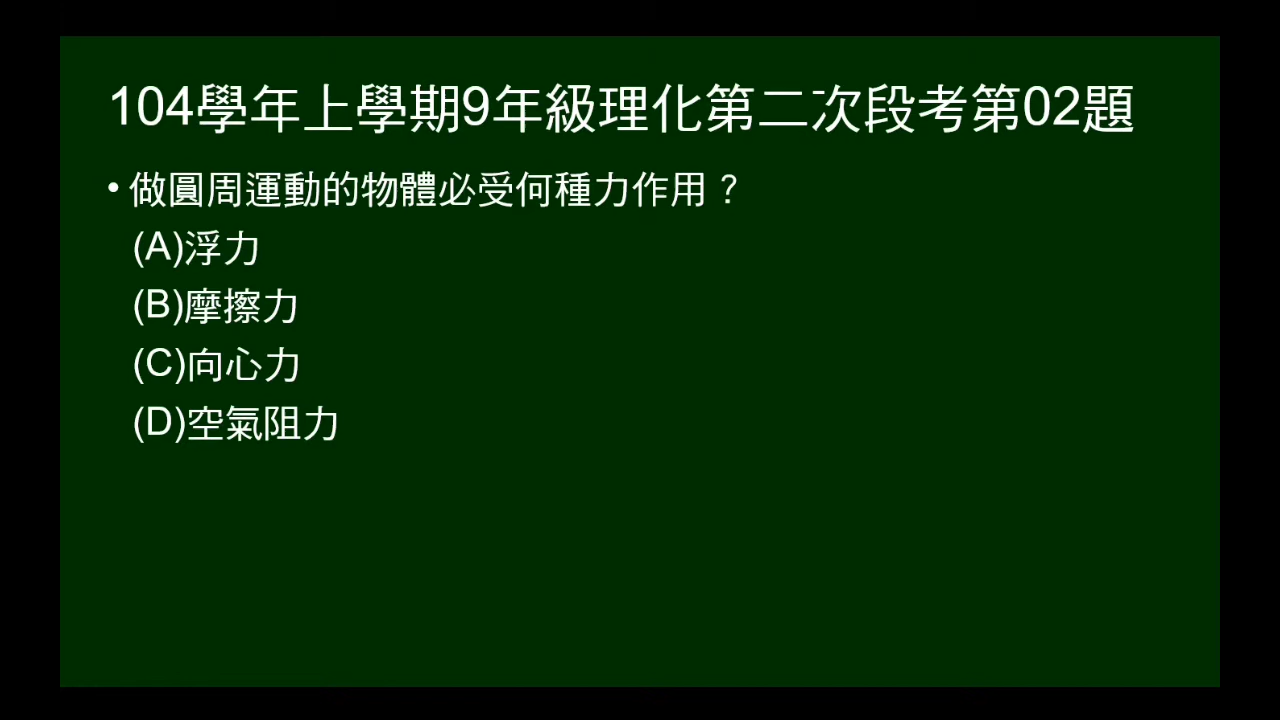 104學年上學期9年級理化第二次段考第02題
• 做圓周運動的物體必受何種力作用？
(A)浮力
(B)摩擦力
(C)向心力
(D)空氣阻力